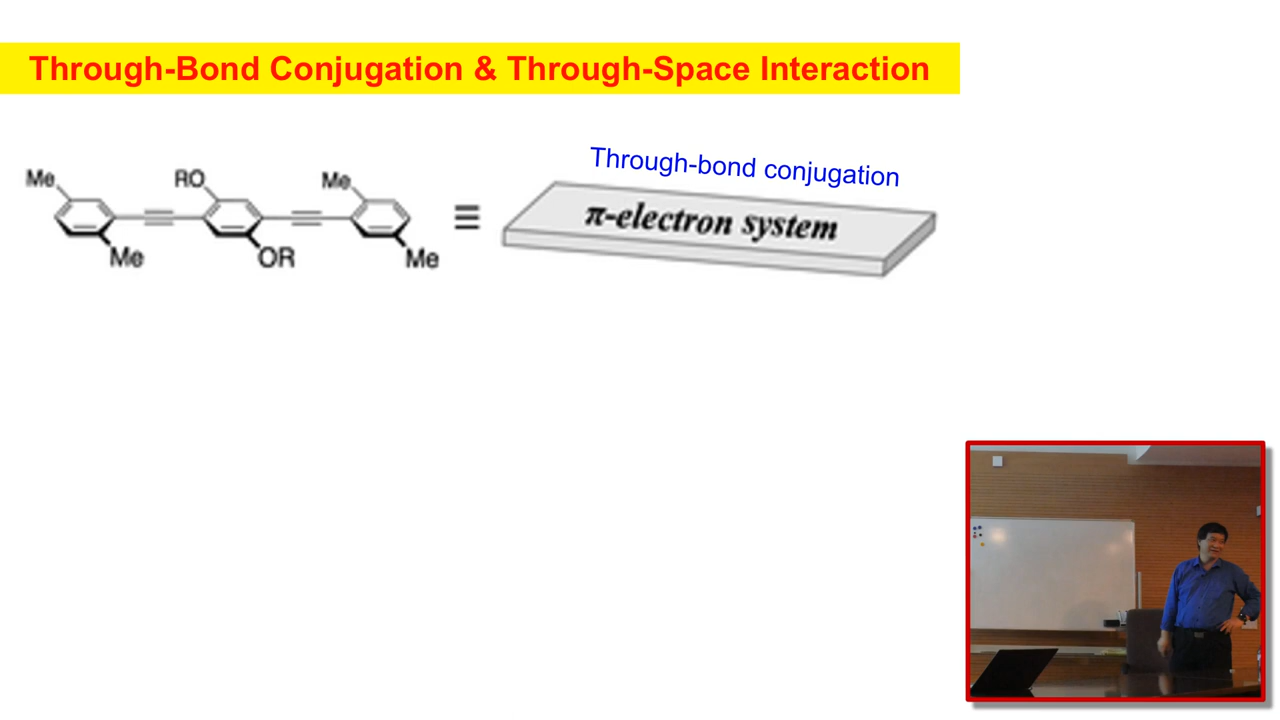 Through-Bond Conjugation & Through-Space Interaction
Through-bond conjugation
π-electron system
Me
RO
Me
Me
OR
Me